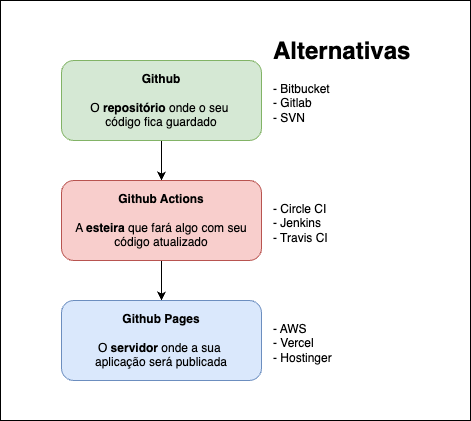 Alternativas
Github
O repositório onde o seu
código fica guardado
- Bitbucket
- Gitlab
- SVN
Github Actions
A esteira que fará algo com seu
código atualizado
- Circle CI
- Jenkins
- Travis CI
Github Pages
O servidor onde a sua
aplicação será publicada
- AWS
- Vercel
- Hostinger